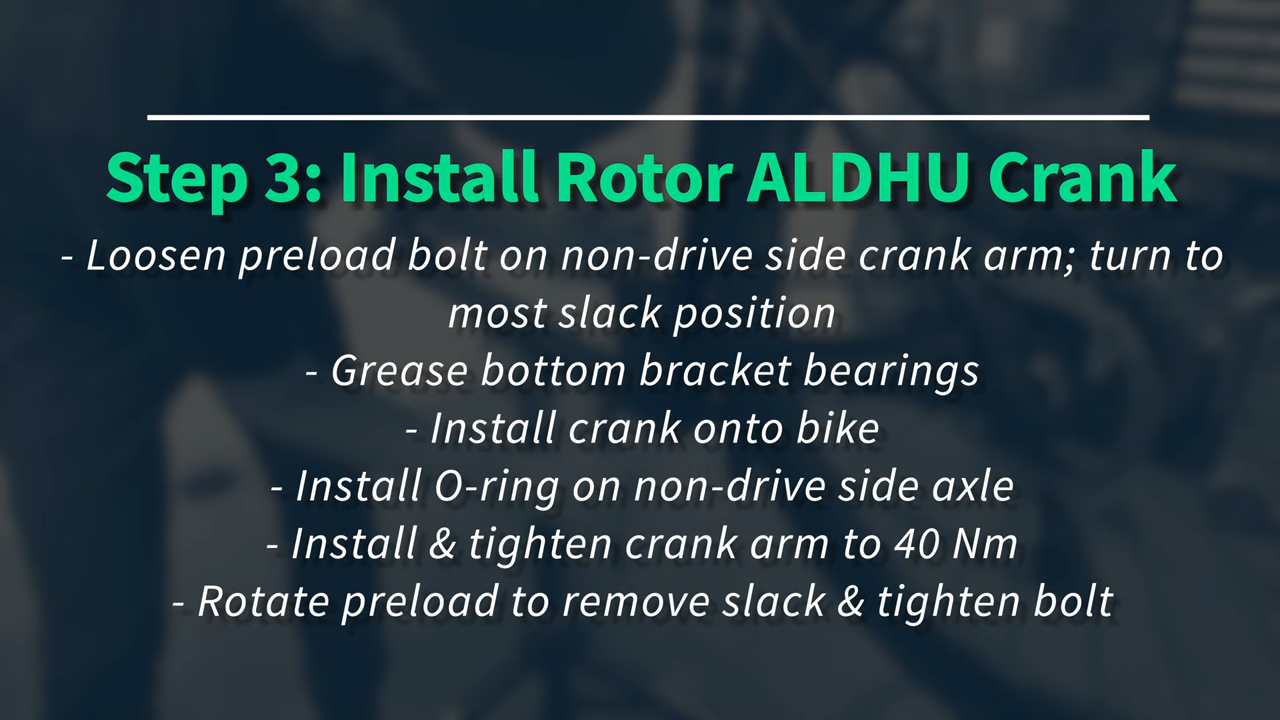 Step 3: Install Rotor ALDHU Crank
- Loosen preload bolt on non-drive side crank arm; turn to
most slack position
- Grease bottom bracket bearings
- Install crank onto bike
- Install O-ring on non-drive side axle
- Install & tighten crank arm to 40 Nm
- Rotate preload to remove slack & tighten bolt